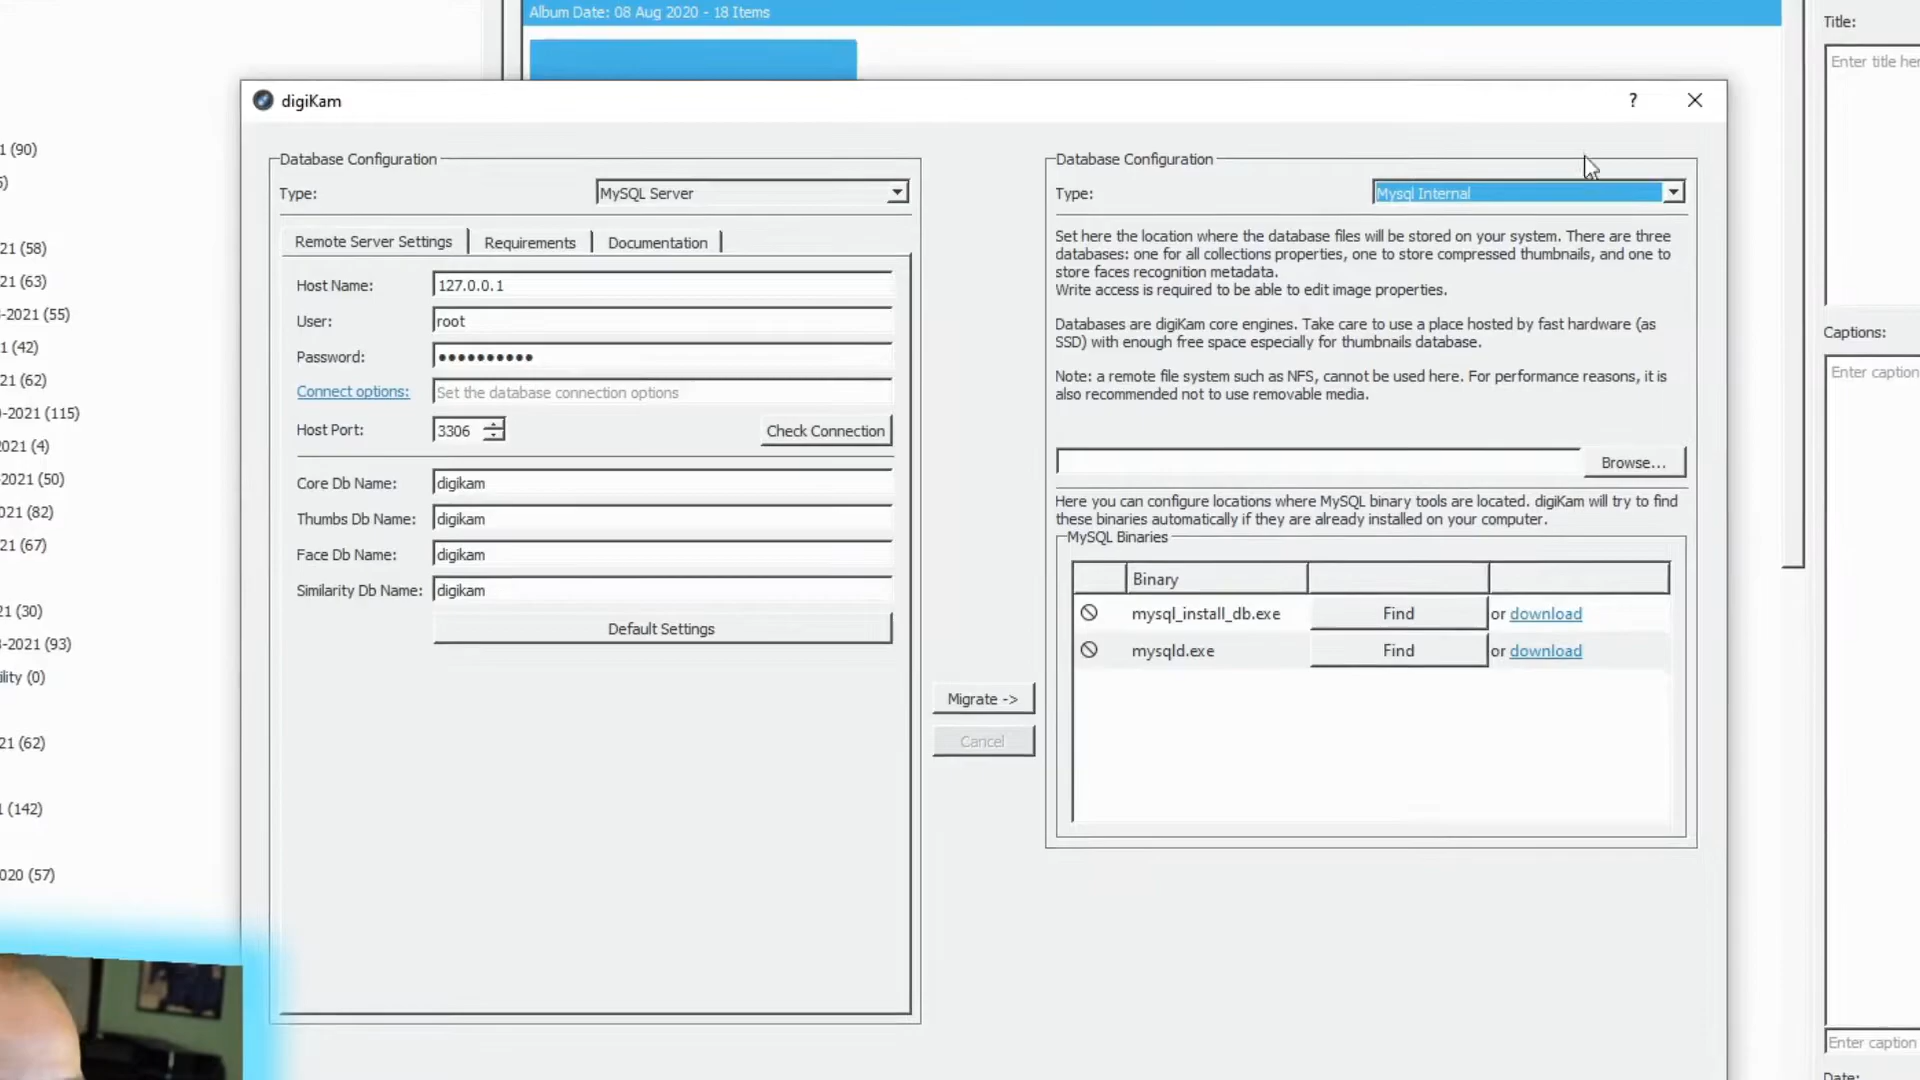 Album Date: 08 Aug 2020 - 18 Items
Title:
Enter title her
Captions:
Enter caption
Enter caption
Date:
1 (90)
5)
21 (58)
21 (63)
-2021 (55)
1 (42)
21 (62)
0-2021 (115)
2021 (4)
-2021 (50)
021 (82)
21 (67)
21 (30)
3-2021 (93)
ility (0)
21 (62)
1 (142)
020 (57)
digiKam
?
Database Configuration
Type:
MySQL Server
Remote Server Settings
Requirements
Documentation
Host Name:
127.0.0.1
User:
root
Password:
●●●●●●●●●●
Connect options:
Set the database connection options
Host Port:
3306
Check Connection
Core Db Name:
digikam
Thumbs Db Name:
digikam
Face Db Name:
digikam
Similarity Db Name:
digikam
Default Settings
Migrate ->
Cancel
Database Configuration
Type:
Mysql Internal
Set here the location where the database files will be stored on your system. There are three
databases: one for all collections properties, one to store compressed thumbnails, and one to
store faces recognition metadata.
Write access is required to be able to edit image properties.
Databases are digiKam core engines. Take care to use a place hosted by fast hardware (as
SSD) with enough free space especially for thumbnails database.
Note: a remote file system such as NFS, cannot be used here. For performance reasons, it is
also recommended not to use removable media.
Browse...
Here you can configure locations where MySQL binary tools are located. digiKam will try to find
these binaries automatically if they are already installed on your computer.
MySQL Binaries
Binary
mysql_install_db.exe
Find
or download
mysqld.exe
Find
or download